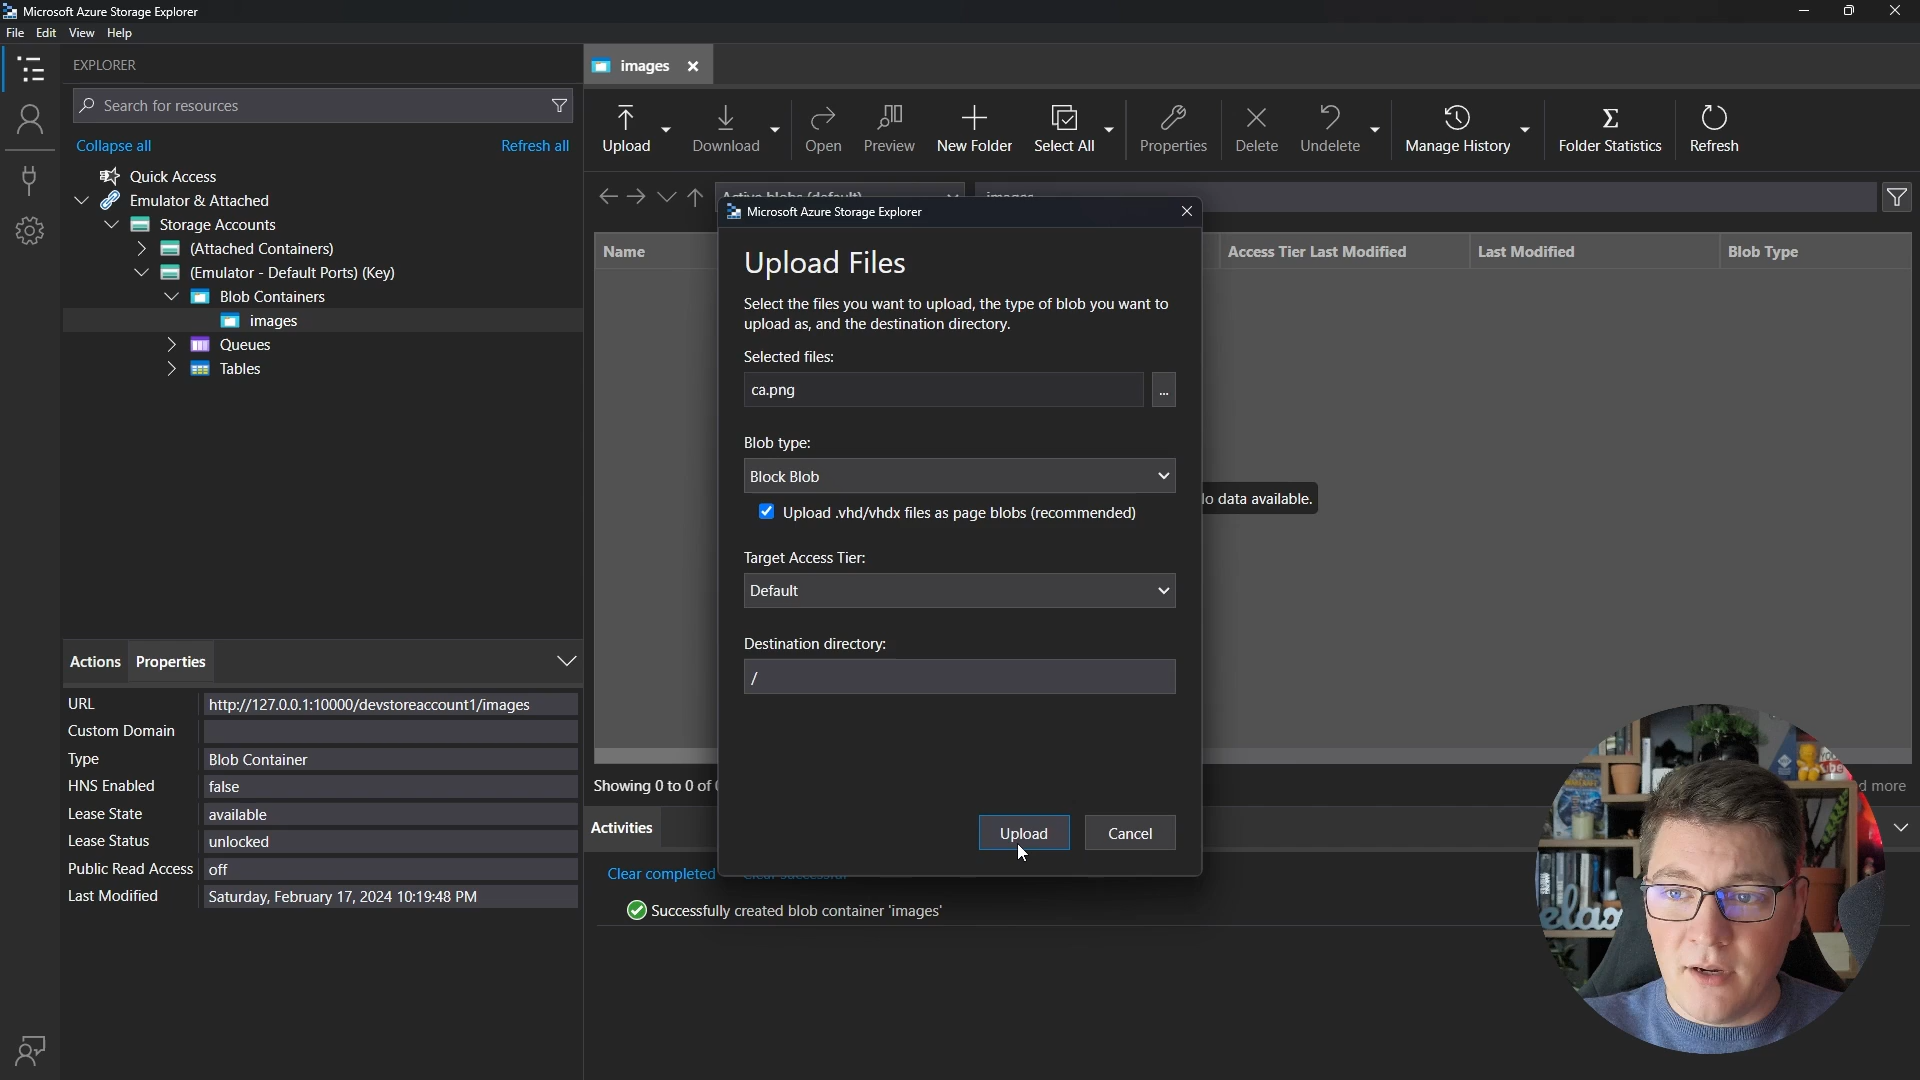 Microsoft Azure Storage Explorer
File Edit View Help
EXPLORER
Search for resources
Collapse all Refresh all
Quick Access
Emulator & Attached
Storage Accounts
(Attached Containers)
(Emulator - Default Ports) (Key)
Blob Containers
images
Queues
Tables
Actions Properties
URL http://127.0.0.1:10000/devstoreaccount1/images
Custom Domain
Type Blob Container
HNS Enabled false
Lease State available
Lease Status unlocked
Public Read Access off
Last Modified Saturday, February 17, 2024 10:19:48 PM
images
Upload Download Open Preview New Folder Select All Properties Delete Undelete Manage History Folder Statistics Refresh
Active blobs (default) images
Name Access Tier Last Modified Last Modified Blob Type
Microsoft Azure Storage Explorer
Upload Files
Select the files you want to upload, the type of blob you want to
upload as, and the destination directory.
Selected files:
ca.png ...
Blob type:
Block Blob
Upload .vhd/vhdx files as page blobs (recommended)
data available.
Target Access Tier:
Default
Destination directory:
/
Upload Cancel
Showing 0 to 0 of
more
Activities
Clear completed Clear successful
Successfully created blob container 'images'